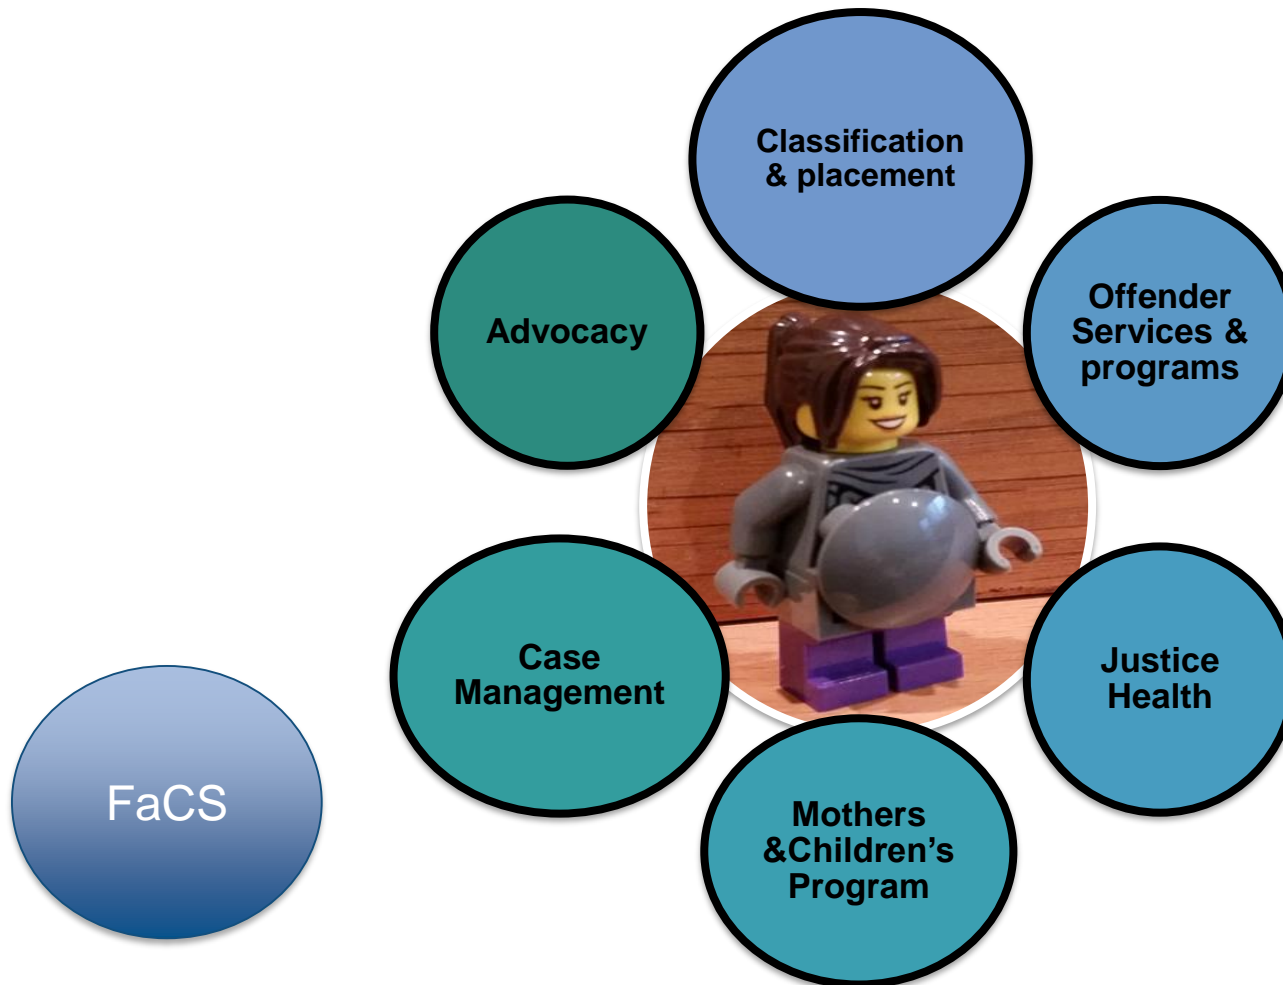 Classification
& placement
Advocacy
Offender
Services &
programs
Case
Management
Justice
Health
FaCS
Mothers
&Children’s
Program